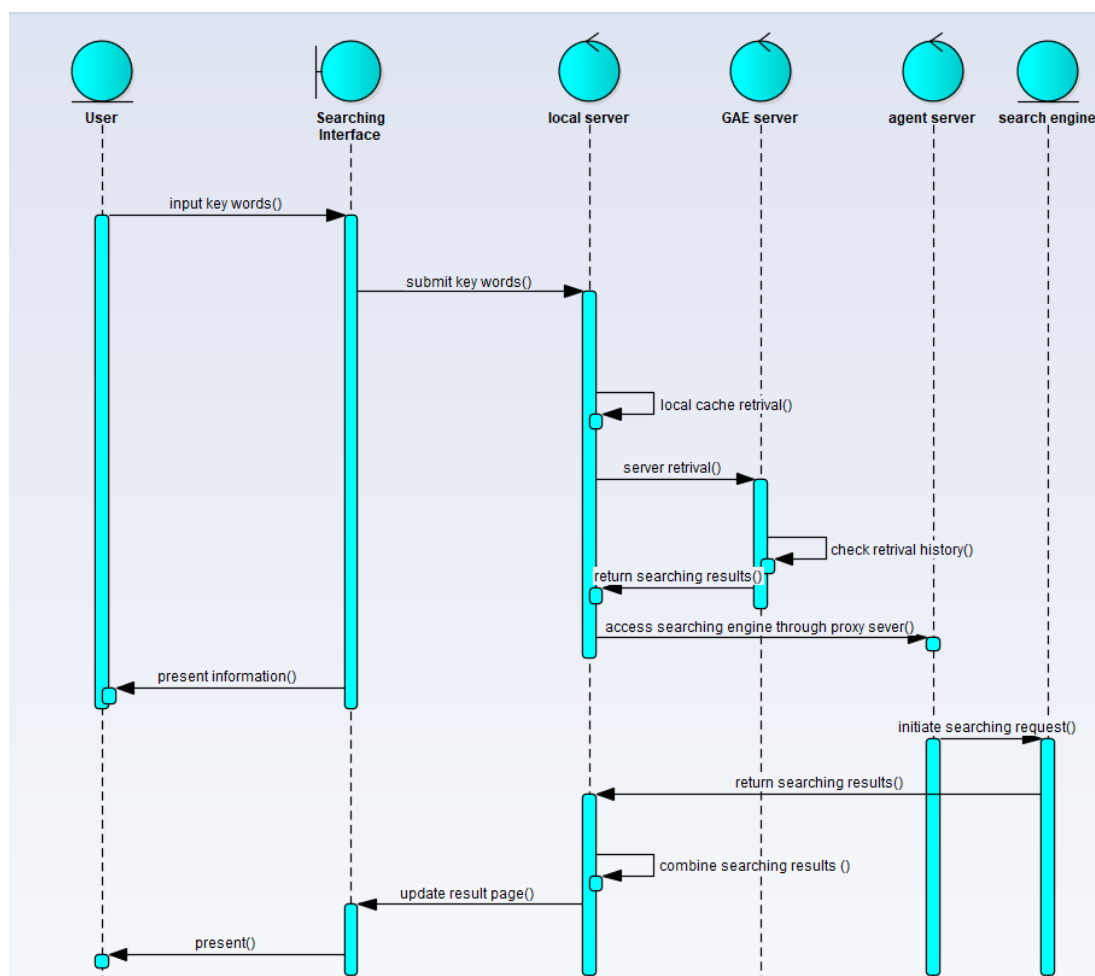 User
Searching
Interface
local server
GAE server
agent server
search engine
input key words()
submit key words()
local cache retrival()
server retrival()
check retrival history()
return searching results()
access searching engine through proxy sever()
present information()
initiate searching request()
return searching results()
combine searching results ()
update result page()
present()